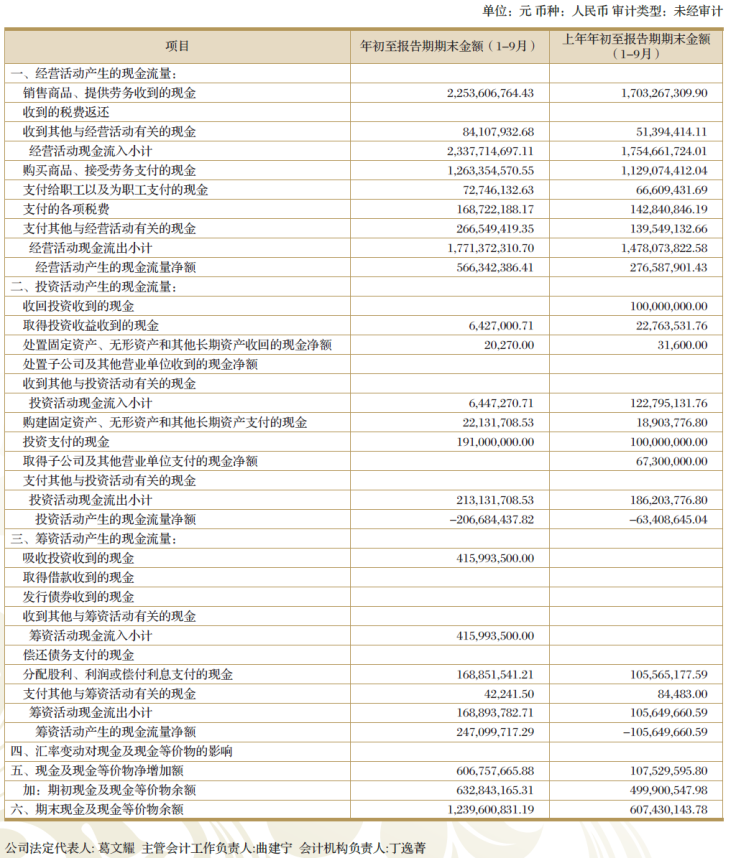 单位：元 币种：人民币 审计类型：未经审计
项目 年初至报告期期末金额（1-9月） 上年年初至报告期期末金额（1-9月）
一、经营活动产生的现金流量：
销售商品、提供劳务收到的现金 2,253,606,764.43 1,703,267,309.90
收到的税费返还
收到其他与经营活动有关的现金 84,107,932.68 51,394,414.11
经营活动现金流入小计 2,337,714,697.11 1,754,661,724.01
购买商品、接受劳务支付的现金 1,263,354,570.55 1,129,074,412.04
支付给职工以及为职工支付的现金 72,746,132.63 66,609,431.69
支付的各项税费 168,722,188.17 142,840,846.19
支付其他与经营活动有关的现金 266,549,419.35 139,549,132.66
经营活动现金流出小计 1,771,372,310.70 1,478,073,822.58
经营活动产生的现金流量净额 566,342,386.41 276,587,901.43
二、投资活动产生的现金流量：
收回投资收到的现金 100,000,000.00
取得投资收益收到的现金 6,427,000.71 22,763,531.76
处置固定资产、无形资产和其他长期资产收回的现金净额 20,270.00 31,600.00
处置子公司及其他营业单位收到的现金净额
收到其他与投资活动有关的现金
投资活动现金流入小计 6,447,270.71 122,795,131.76
购建固定资产、无形资产和其他长期资产支付的现金 22,131,708.53 18,903,776.80
投资支付的现金 191,000,000.00 100,000,000.00
取得子公司及其他营业单位支付的现金净额 67,300,000.00
支付其他与投资活动有关的现金
投资活动现金流出小计 213,131,708.53 186,203,776.80
投资活动产生的现金流量净额 -206,684,437.82 -63,408,645.04
三、筹资活动产生的现金流量：
吸收投资收到的现金 415,993,500.00
取得借款收到的现金
发行债券收到的现金
收到其他与筹资活动有关的现金
筹资活动现金流入小计 415,993,500.00
偿还债务支付的现金
分配股利、利润或偿付利息支付的现金 168,851,541.21 105,565,177.59
支付其他与筹资活动有关的现金 42,241.50 84,483.00
筹资活动现金流出小计 168,893,782.71 105,649,660.59
筹资活动产生的现金流量净额 247,099,717.29 -105,649,660.59
四、汇率变动对现金及现金等价物的影响
五、现金及现金等价物净增加额 606,757,665.88 107,529,595.80
加：期初现金及现金等价物余额 632,843,165.31 499,900,547.98
六、期末现金及现金等价物余额 1,239,600,831.19 607,430,143.78
公司法定代表人: 葛文耀 主管会计工作负责人:曲建宁 会计机构负责人:丁逸菁